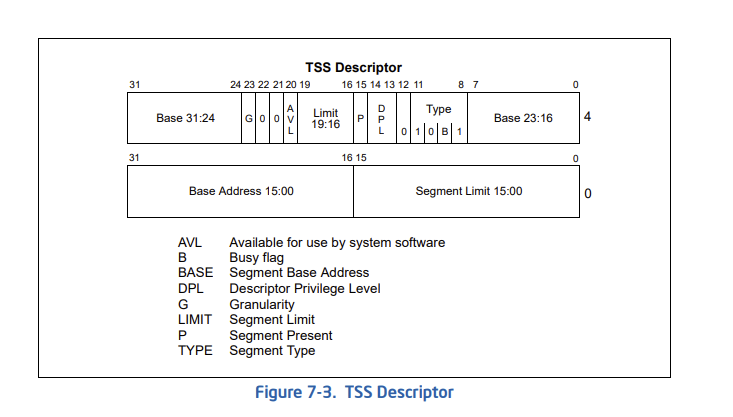 TSS Descriptor
31 24 23 22 21 20 19 16 15 14 13 12 11 8 7 0
Base 31:24 G 0 0 AVL Limit 19:16 P DPL 0 Type 1 0 B 1 Base 23:16 4
31 16 15 0
Base Address 15:00 Segment Limit 15:00 0
AVL Available for use by system software
B Busy flag
BASE Segment Base Address
DPL Descriptor Privilege Level
G Granularity
LIMIT Segment Limit
P Segment Present
TYPE Segment Type
Figure 7-3. TSS Descriptor